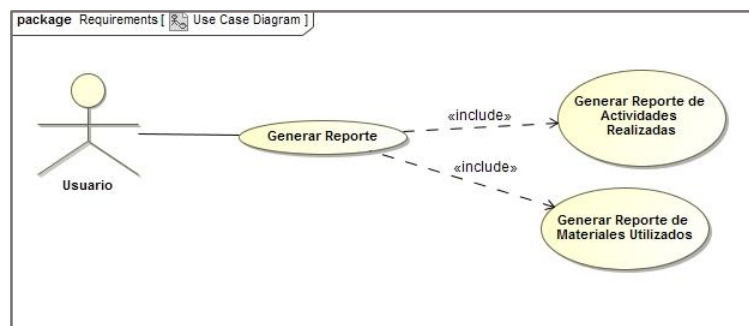 package Requirements [ Use Case Diagram ]
Usuario
Generar Reporte
«include»
«include»
Generar Reporte de
Actividades
Realizadas
Generar Reporte de
Materiales Utilizados